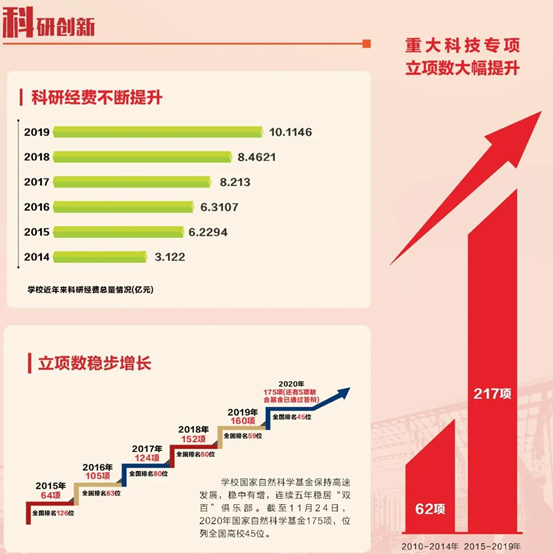 科研创新
重大科技专项
立项数大幅提升
科研经费不断提升
2019 10.1146
2018 8.4621
2017 8.213
2016 6.3107
2015 6.2294
2014 3.122
学校近年来科研经费总量情况(亿元)
立项数稳步增长
2015年
64项
全国排名126位
2016年
105项
全国排名83位
2017年
124项
全国排名80位
2018年
152项
全国排名60位
2019年
160项
全国排名59位
2020年
175项(还有5项联
合基金已通过答辩)
全国排名45位
学校国家自然科学基金保持高速
发展，稳中有增，连续五年稳居“双
百”俱乐部。截至11月24日，
2020年国家自然科学基金175项，位
列全国高校45位。
62项
217项
2010-2014年
2015-2019年